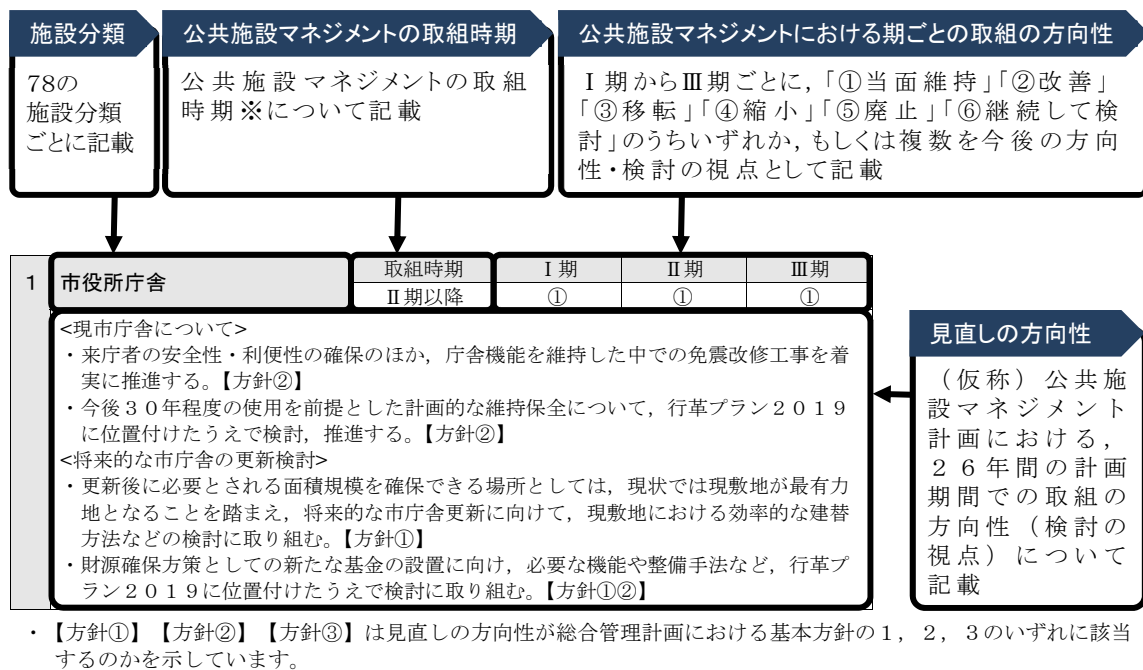 施設分類
78の
施設分類
ごとに記載
公共施設マネジメントの取組時期
公共施設マネジメントの取組
時期※について記載
公共施設マネジメントにおける期ごとの取組の方向性
Ⅰ期からⅢ期ごとに，「①当面維持」「②改善」
「③移転」「④縮小」「⑤廃止」「⑥継続して検
討」のうちいずれか，もしくは複数を今後の方向
性・検討の視点として記載
1 市役所庁舎 取組時期 Ⅰ期 Ⅱ期 Ⅲ期
Ⅱ期以降 ① ① ①
<現市庁舎について>
・来庁者の安全性・利便性の確保のほか，庁舎機能を維持した中での免震改修工事を着
実に推進する。【方針②】
・今後３０年程度の使用を前提とした計画的な維持保全について，行革プラン２０１９
に位置付けたうえで検討，推進する。【方針②】
<将来的な市庁舎の更新検討>
・更新後に必要とされる面積規模を確保できる場所としては，現状では現敷地が最有力
地となることを踏まえ，将来的な市庁舎更新に向けて，現敷地における効率的な建替
方法などの検討に取り組む。【方針①】
・財源確保方策としての新たな基金の設置に向け，必要な機能や整備手法など，行革プ
ラン２０１９に位置付けたうえで検討に取り組む。【方針①②】
見直しの方向性
（仮称）公共施
設マネジメント
計画における，
２６年間の計画
期間での取組の
方向性（検討の
視点）について
記載
・【方針①】【方針②】【方針③】は見直しの方向性が総合管理計画における基本方針の１，２，３のいずれに該当
するのかを示しています。